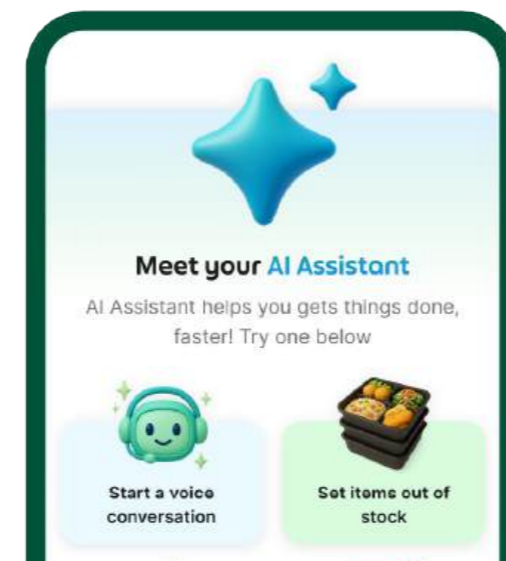 Meet your AI Assistant
AI Assistant helps you gets things done,
faster! Try one below
Start a voice
conversation
Set items out of
stock